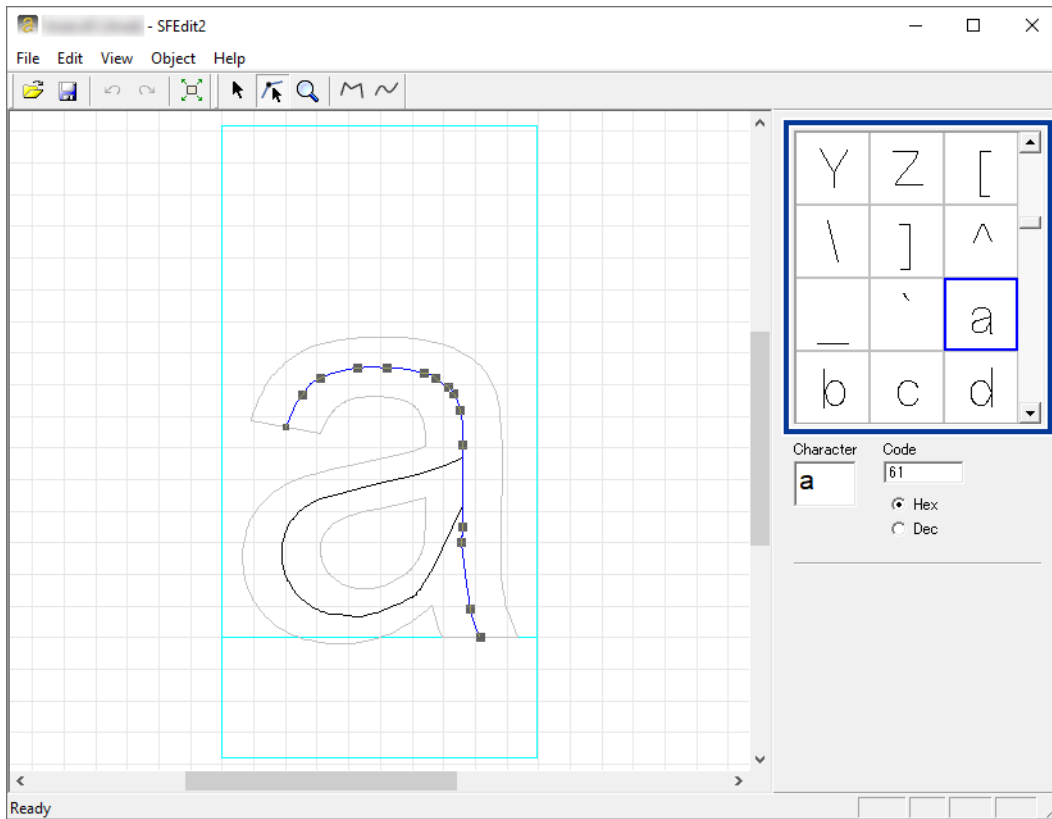 - SFEdit2
File Edit View Object Help
Y Z [
\ ] ^
_ ` a
b c d
Character Code
a 61
Hex
Dec
a
Ready